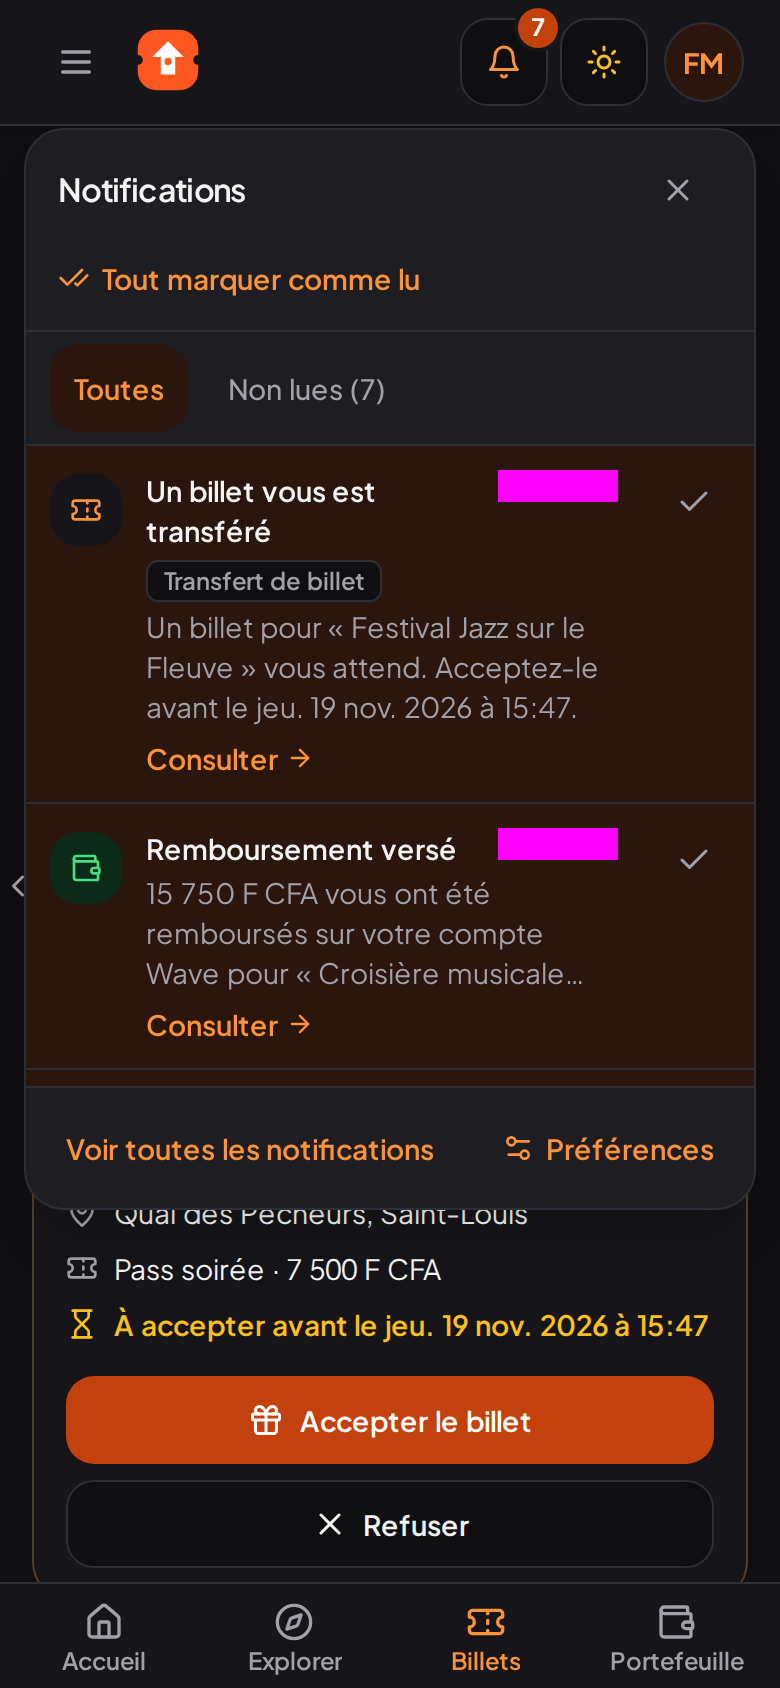 7
FM
Notifications
Tout marquer comme lu
Toutes
Non lues (7)
Un billet vous est
transféré
Transfert de billet
Un billet pour « Festival Jazz sur le
Fleuve » vous attend. Acceptez-le
avant le jeu. 19 nov. 2026 à 15:47.
Consulter
Remboursement versé
15 750 F CFA vous ont été
remboursés sur votre compte
Wave pour « Croisière musicale…
Consulter
Voir toutes les notifications
Préférences
Quai des Pêcheurs, Saint-Louis
Pass soirée · 7 500 F CFA
À accepter avant le jeu. 19 nov. 2026 à 15:47
Accepter le billet
Refuser
Accueil
Explorer
Billets
Portefeuille